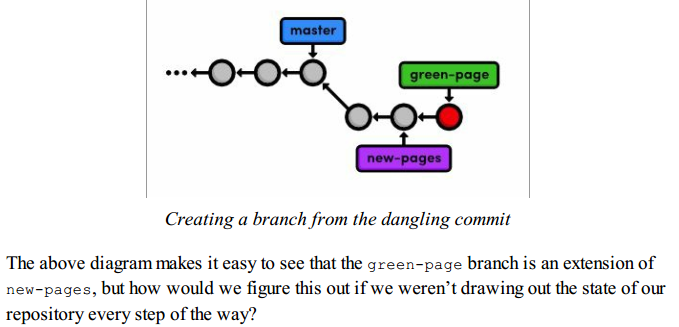 master
green-page
new-pages
Creating a branch from the dangling commit
The above diagram makes it easy to see that the green-page branch is an extension of
new-pages, but how would we figure this out if we weren’t drawing out the state of our
repository every step of the way?